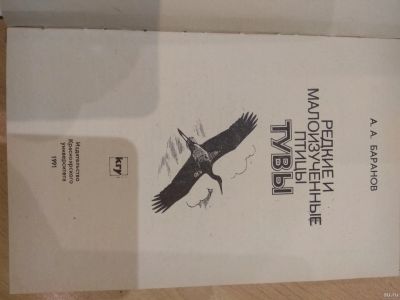 А. А. БАРАНОВ
РЕДКИЕ И
МАЛОИЗУЧЕННЫЕ
ПТИЦЫ
ТУВЫ
кгу
Издательство
Красноярского
университета
1991